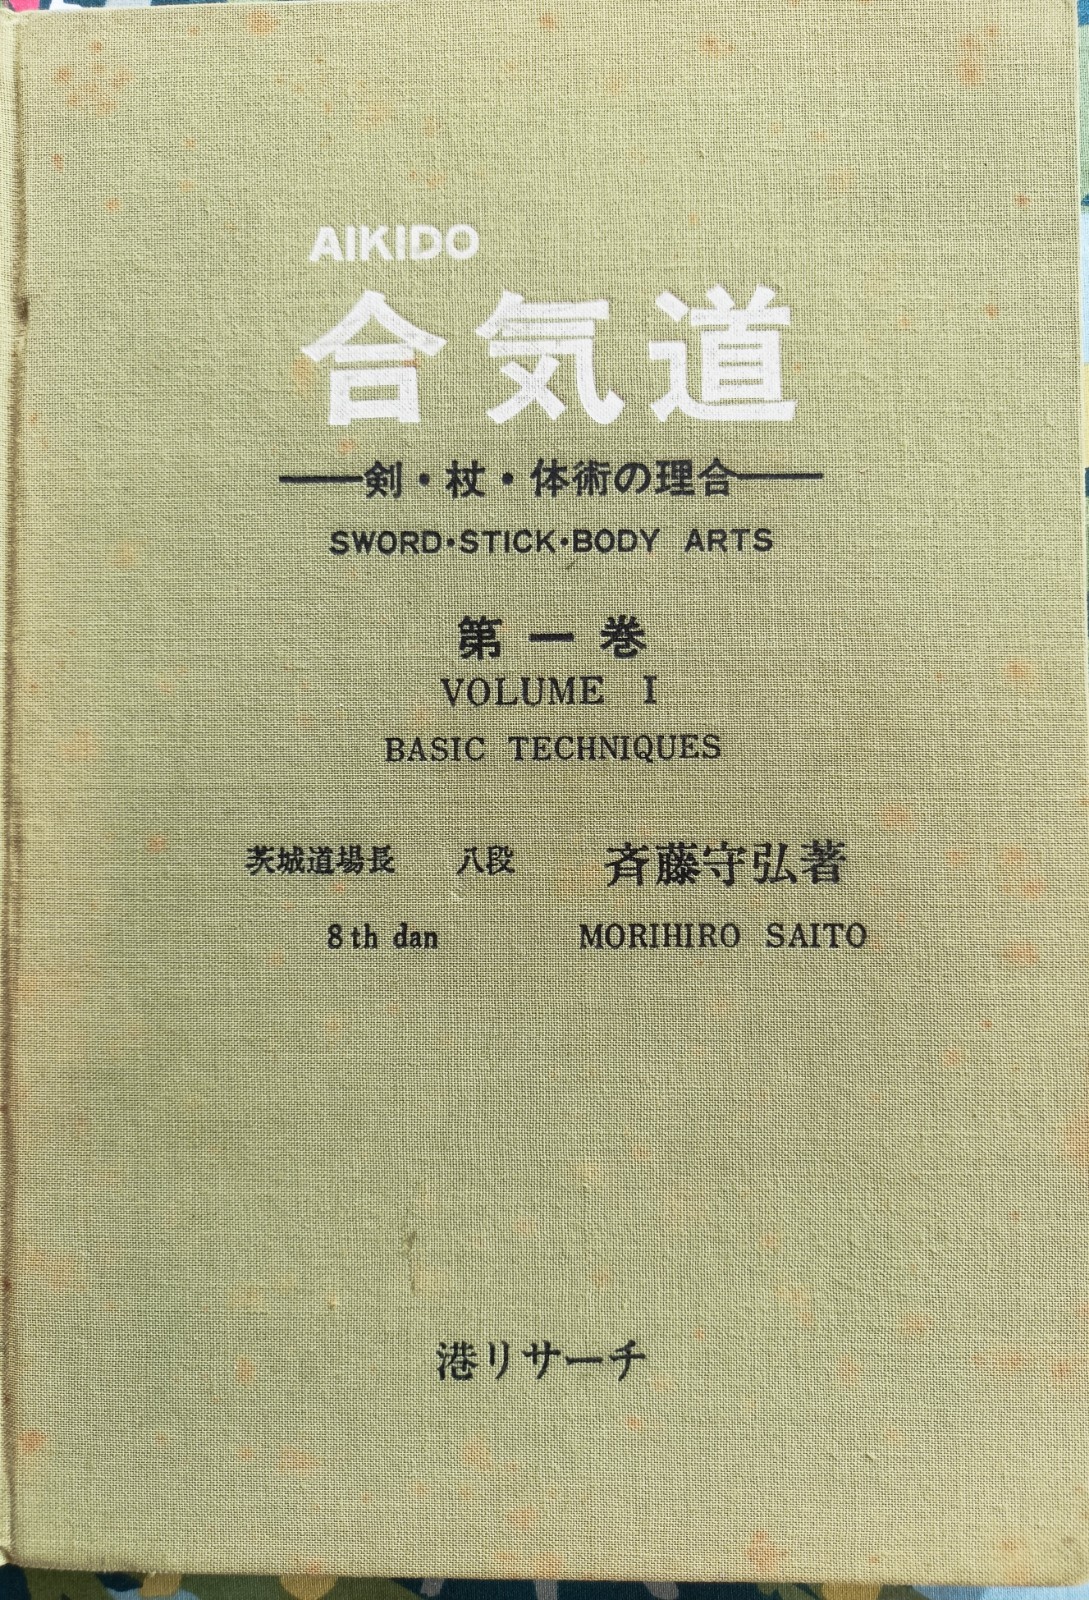 AIKIDO
合気道
——剣・杖・体術の理合——
SWORD・STICK・BODY ARTS
第一巻
VOLUME I
BASIC TECHNIQUES
茨城道場長 八段 斉藤守弘著
8th dan MORIHIRO SAITO
港リサーチ